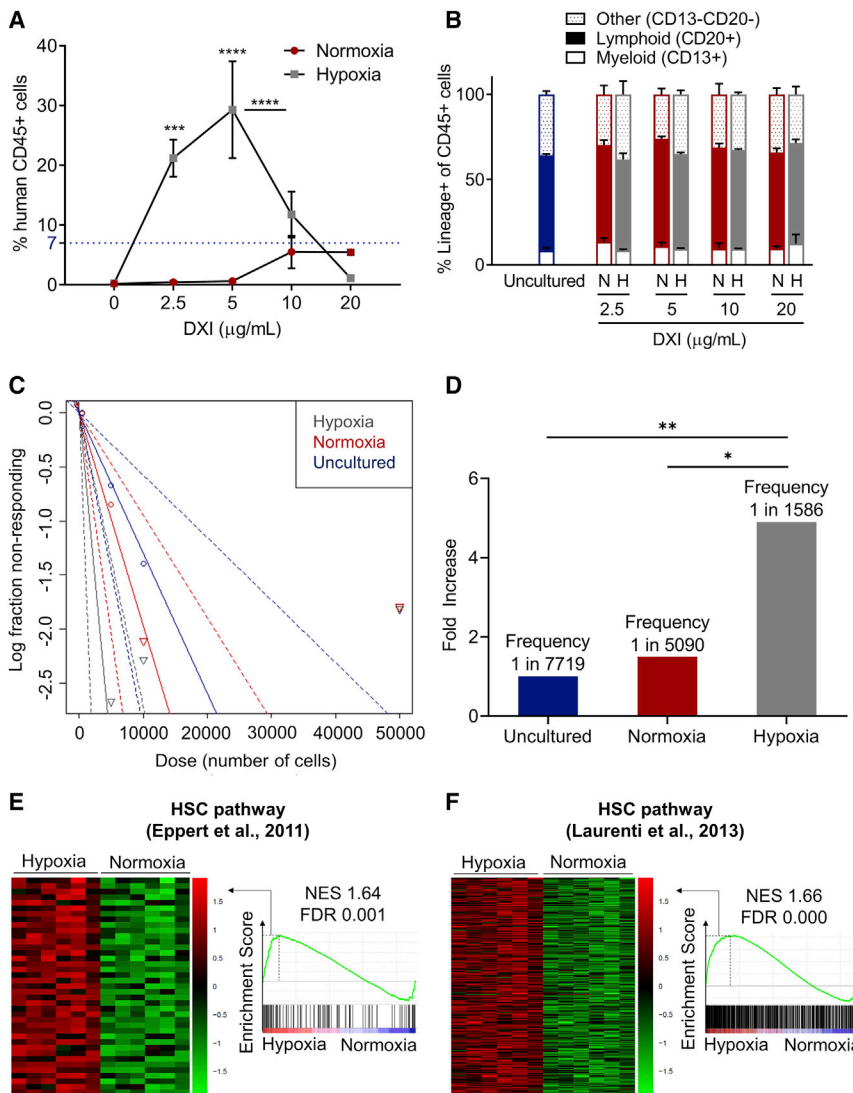 A
% human CD45+ cells
40
30
20
10
7
0
****
***
****
Normoxia
Hypoxia
0
2.5
5
10
20
DXI (µg/mL)
B
Other (CD13-CD20-)
Lymphoid (CD20+)
Myeloid (CD13+)
% Lineage+ of CD45+ cells
100
50
0
Uncultured
N H N H N H N H
2.5 5 10 20
DXI (µg/mL)
C
Log fraction non-responding
0.0
-0.5
-1.0
-1.5
-2.0
-2.5
Hypoxia
Normoxia
Uncultured
0 10000 20000 30000 40000 50000
Dose (number of cells)
D
Fold Increase
6
4
2
0
**
*
Frequency
1 in 7719
Frequency
1 in 5090
Frequency
1 in 1586
Uncultured Normoxia Hypoxia
E
HSC pathway
(Eppert et al., 2011)
Hypoxia Normoxia
1.5
1
0.5
0
−0.5
−1
−1.5
NES 1.64
FDR 0.001
Enrichment Score
Hypoxia Normoxia
F
HSC pathway
(Laurenti et al., 2013)
Hypoxia Normoxia
1.5
1
0.5
0
−0.5
−1
−1.5
NES 1.66
FDR 0.000
Enrichment Score
Hypoxia Normoxia